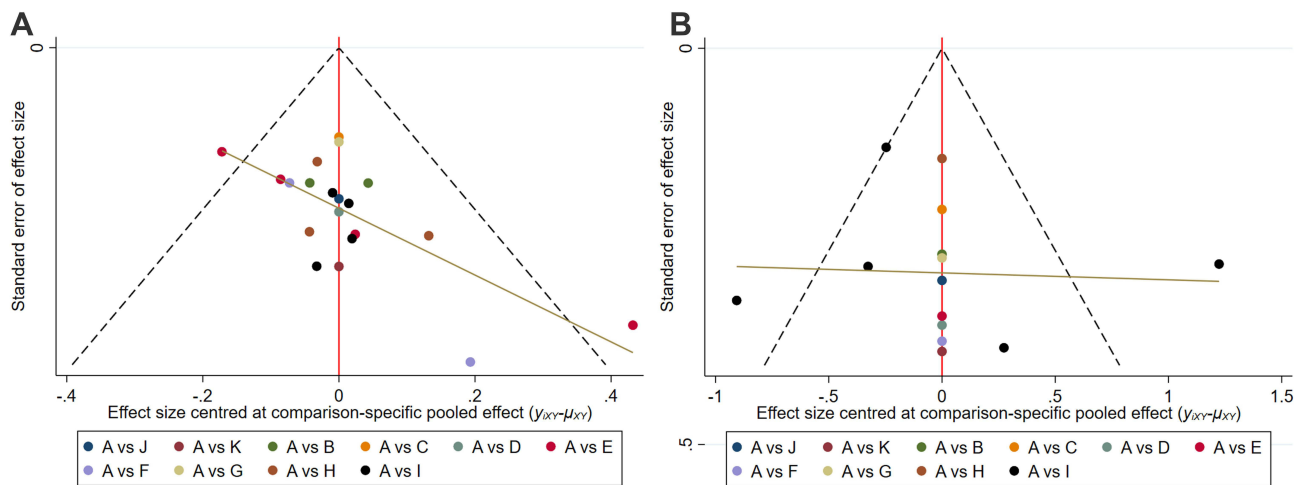 A
0
Standard error of effect size
-.4
-.2
0
.2
.4
Effect size centred at comparison-specific pooled effect (yiXY-μXY)
A vs J
A vs K
A vs B
A vs C
A vs D
A vs E
A vs F
A vs G
A vs H
A vs I
B
0
Standard error of effect size
.5
-1
-.5
0
.5
1
1.5
Effect size centred at comparison-specific pooled effect (yiXY-μXY)
A vs J
A vs K
A vs B
A vs C
A vs D
A vs E
A vs F
A vs G
A vs H
A vs I